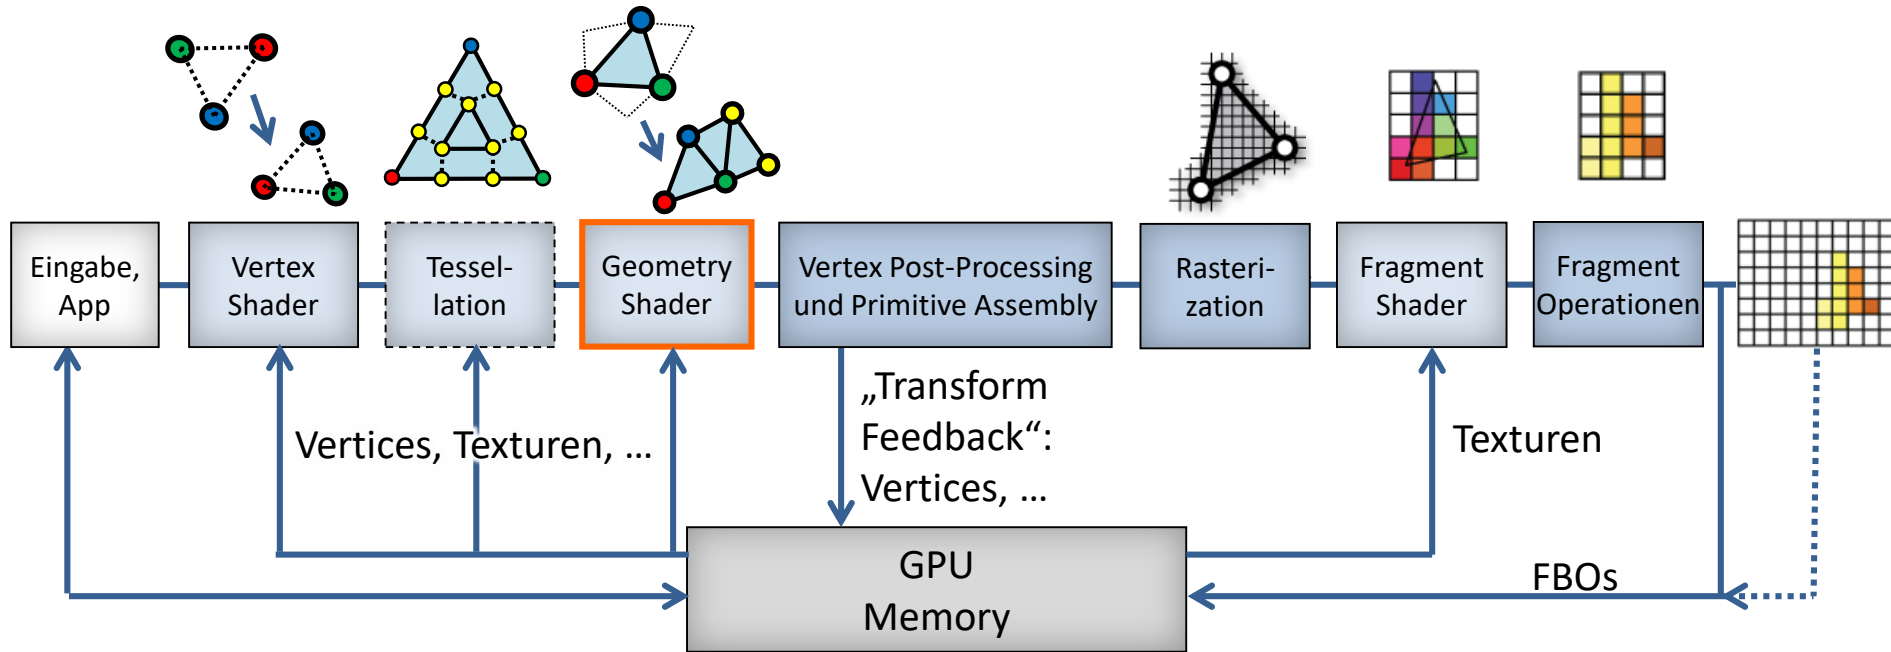 Eingabe,
App
Vertex
Shader
Tessel-
lation
Geometry
Shader
Vertex Post-Processing
und Primitive Assembly
Rasteri-
zation
Fragment
Shader
Fragment
Operationen
Vertices, Texturen, ...
„Transform
Feedback“:
Vertices, ...
Texturen
FBOs
GPU
Memory